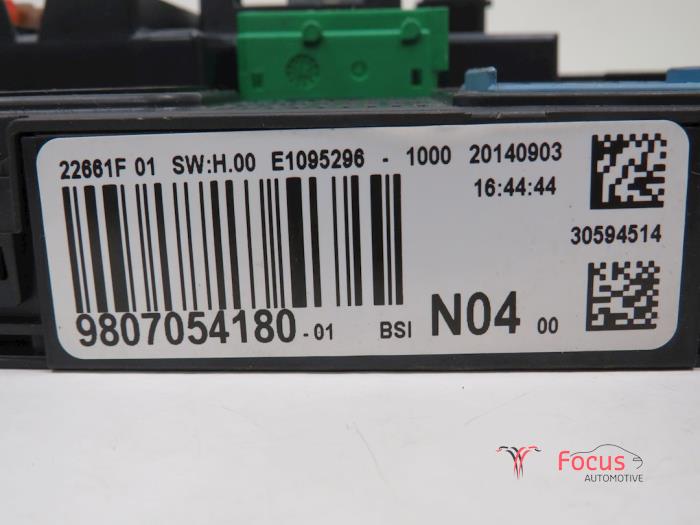 22661F 01 SW:H.00 E1095296 - 1000 20140903
16:44:44
30594514
9807054180-01 BSI N04 00
Focus
AUTOMOTIVE